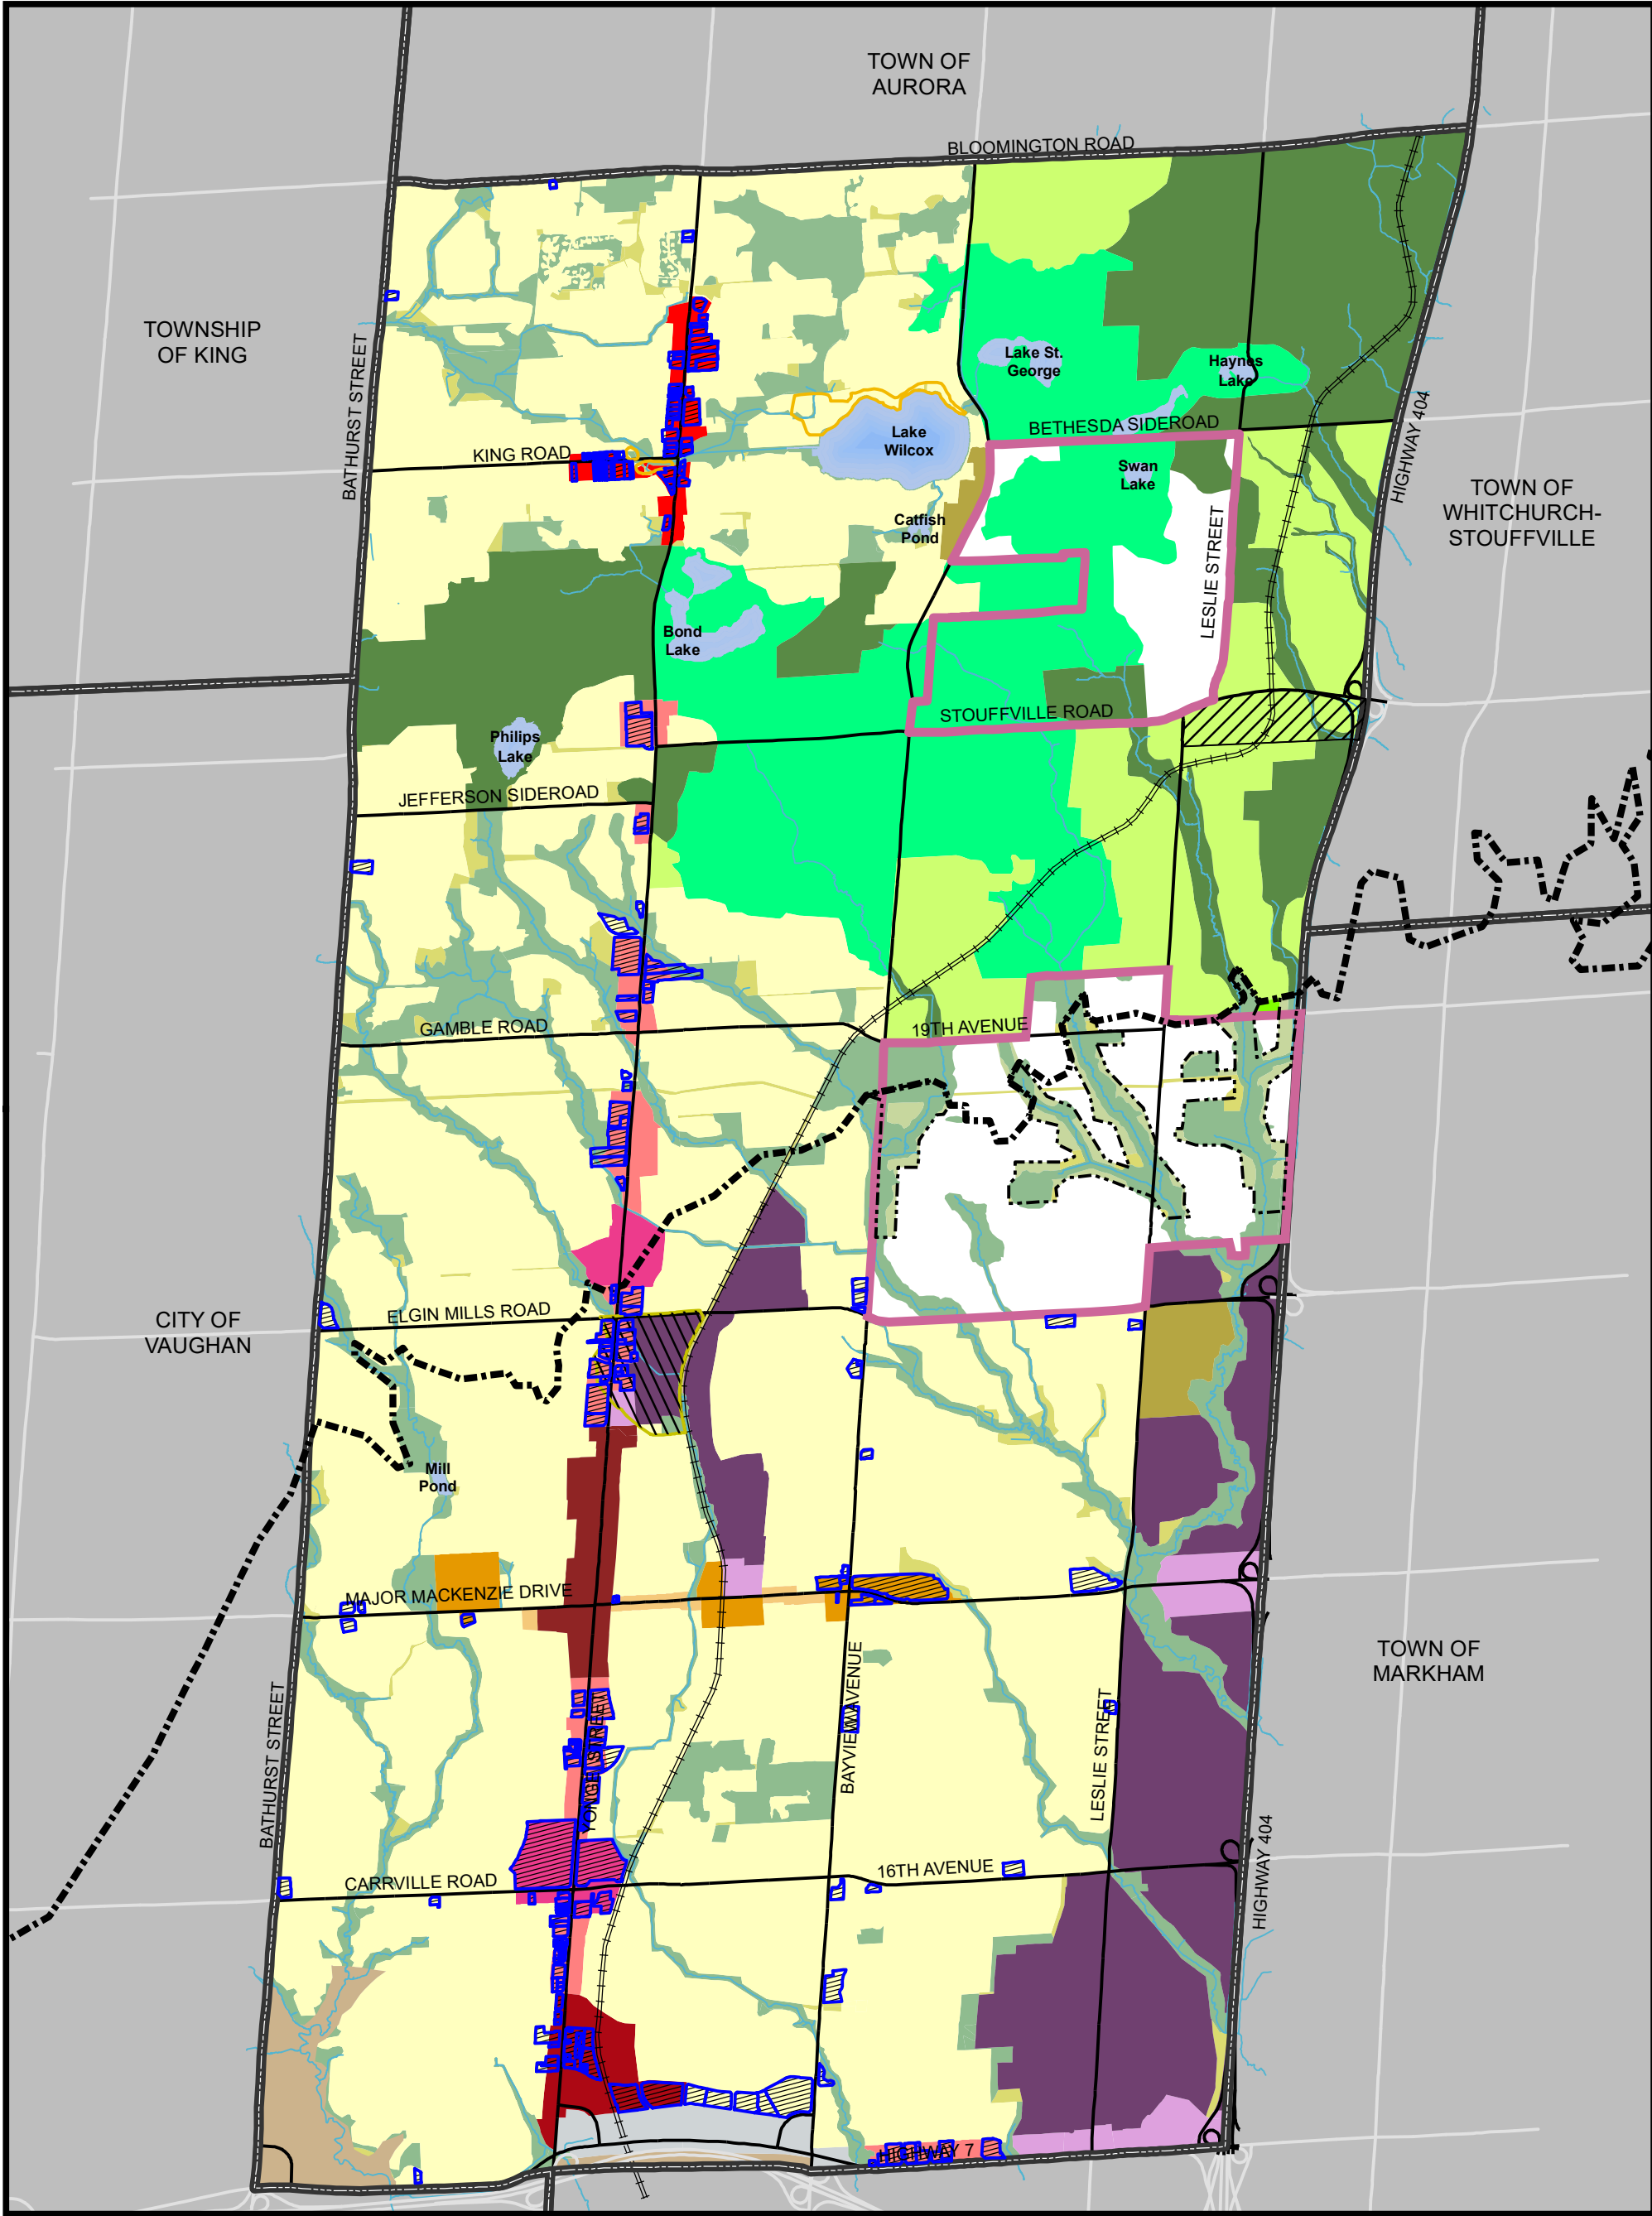 TOWN OF
AURORA
BLOOMINGTON ROAD
TOWNSHIP
OF KING
BATHURST STREET
Lake St.
George
Haynes
Lake
HIGHWAY 404
BETHESDA SIDEROAD
Lake
Wilcox
KING ROAD
Swan
Lake
TOWN OF
WHITCHURCH-
STOUFFVILLE
Catfish
Pond
LESLIE STREET
Bond
Lake
STOUFFVILLE ROAD
Philips
Lake
JEFFERSON SIDEROAD
GAMBLE ROAD
19TH AVENUE
CITY OF
VAUGHAN
ELGIN MILLS ROAD
Mill
Pond
MAJOR MACKENZIE DRIVE
TOWN OF
MARKHAM
BATHURST STREET
YONGE STREET
BAYVIEW AVENUE
LESLIE STREET
HIGHWAY 404
CARRVILLE ROAD
16TH AVENUE
HIGHWAY 7